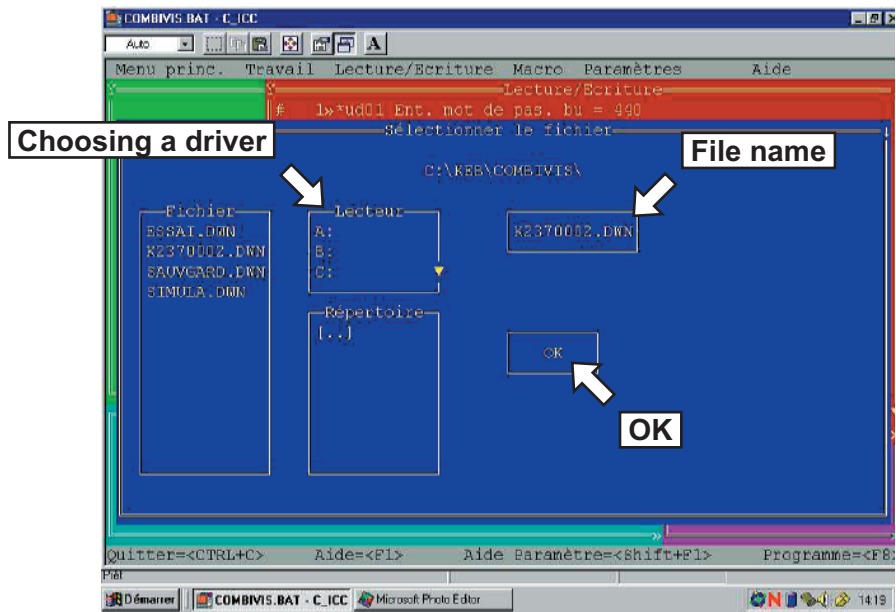 COMBIVIS.BAT - C_ICC
Auto
A
Menu princ. Travail Lecture/Ecriture Macro Paramètres Aide
Lecture/Ecriture
# 1»*ud01 Ent. mot de pas. bu = 440
Sélectionner le fichier
Choosing a driver
File name
C:\KEB\COMBIVIS\
Fichier
ESSAI.DWN
K2370002.DWN
SAUVGARD.DWN
SIMULA.DWN
Lecteur
A:
B:
C:
K2370002.DWN
Répertoire
[..]
OK
OK
Quitter=<CTRL+C> Aide=<F1> Aide Paramètre=<Shift+F1> Programme=<F8>
Prêt
Démarrer COMBIVIS.BAT - C_ICC Microsoft Photo Editor 14:19